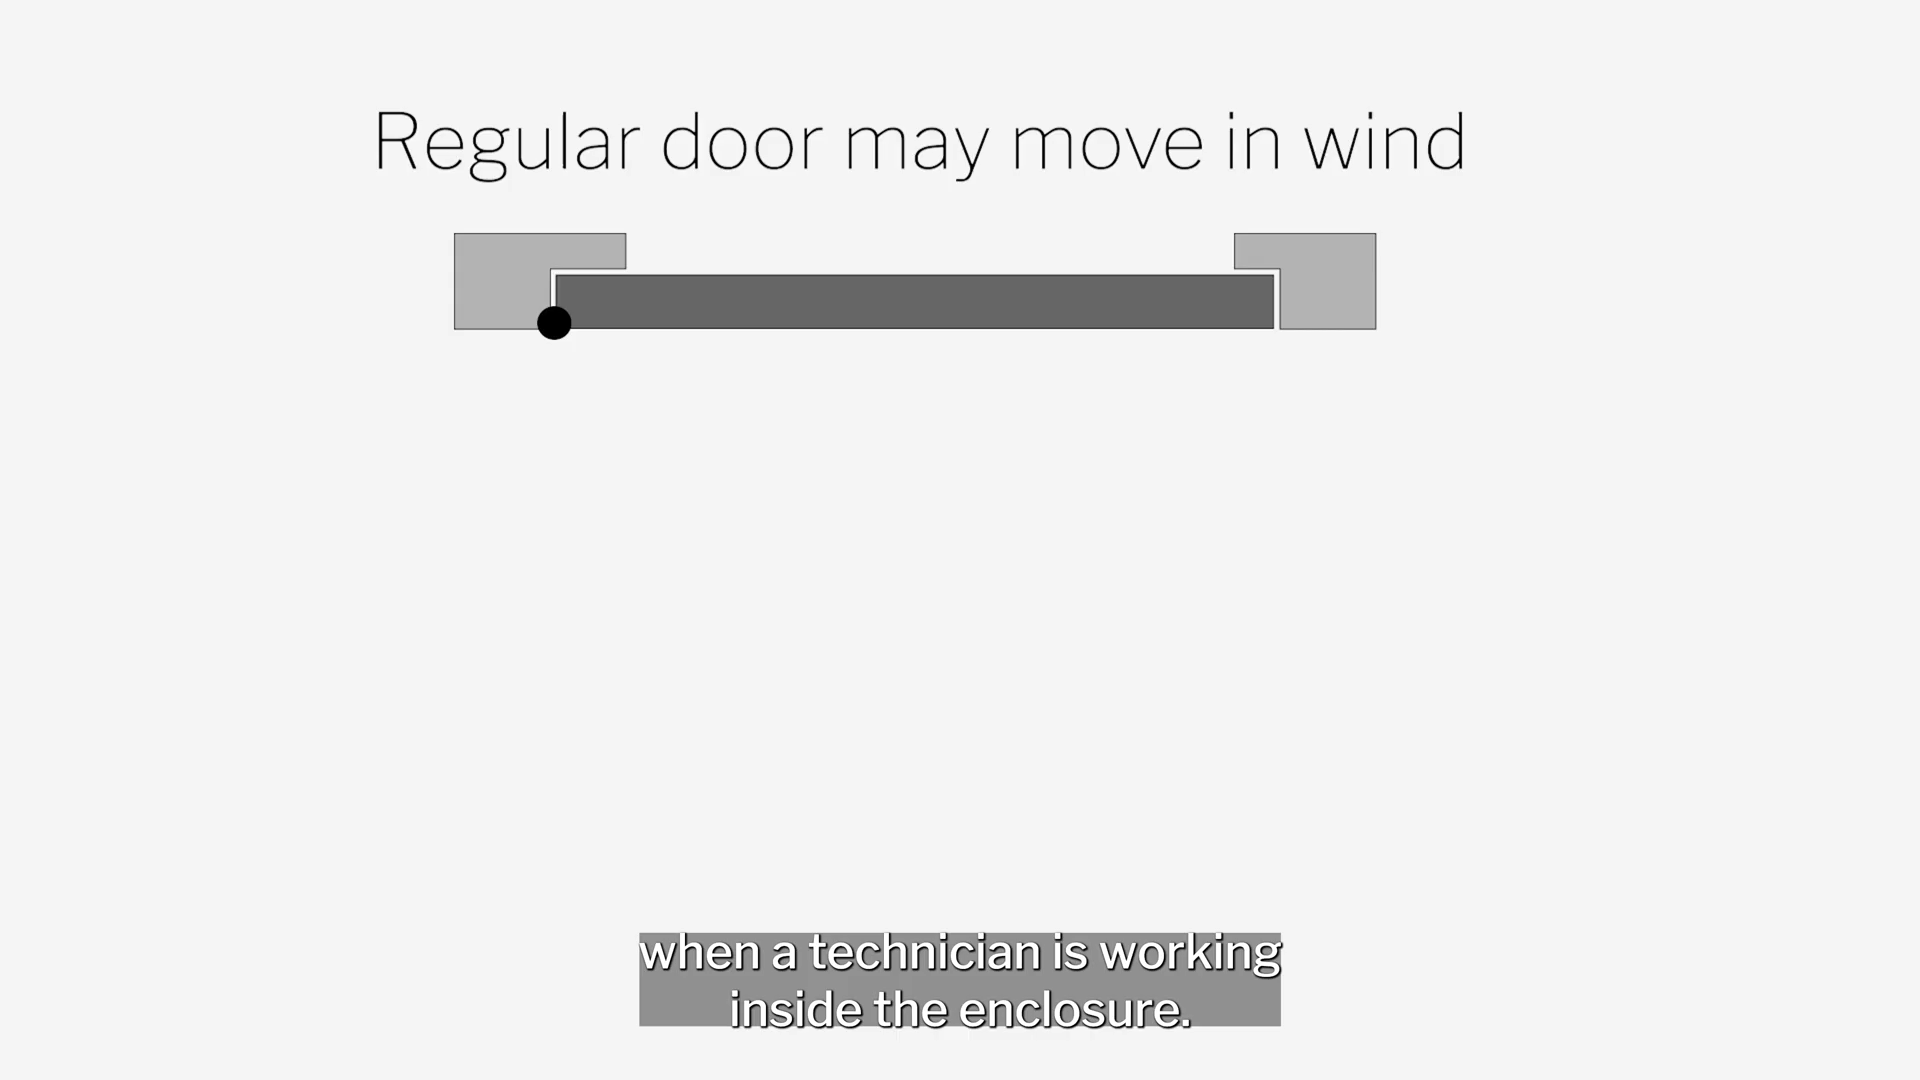 Regular door may move in wind
when a technician is working
inside the enclosure.